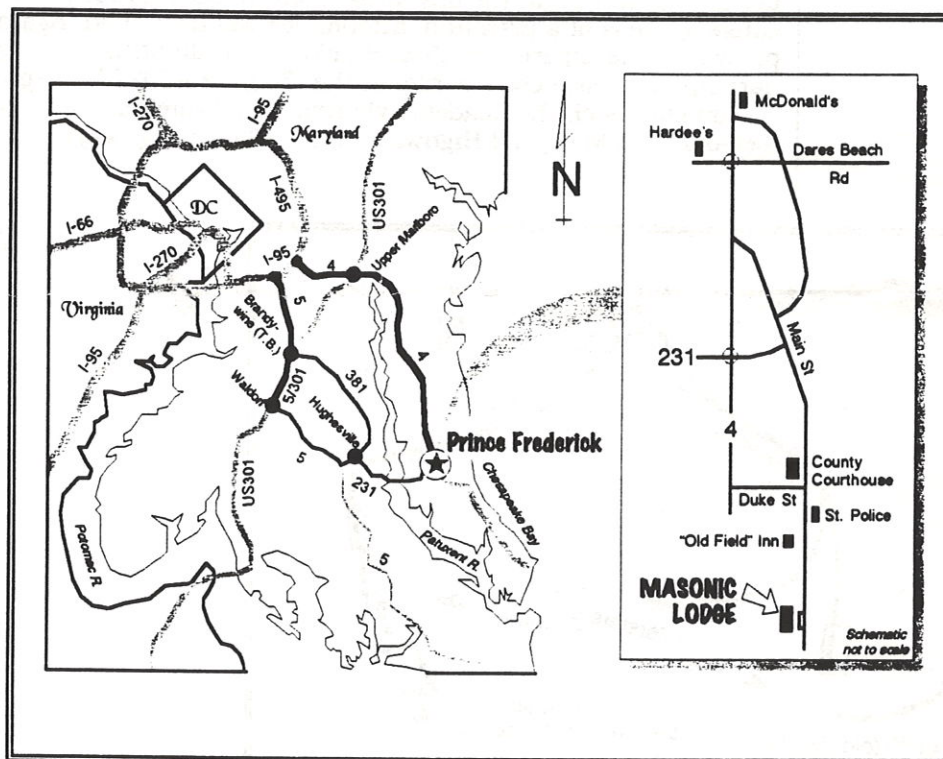 I-270
I-95
Maryland
I-495
US301
DC
I-66
I-270
Virginia
I-95
I-95
4
Upper Marlboro
5
Brandy-
wine (T.B.)
Waldon
5/301
381
Hughesville
4
5
231
Prince Frederick
US301
Potomac R.
Patuxent R.
Chesapeake Bay
5
N
McDonald's
Hardee's
Dares Beach
Rd
Main St
231
4
County
Courthouse
Duke St
St. Police
"Old Field" Inn
MASONIC
LODGE
Schematic
not to scale